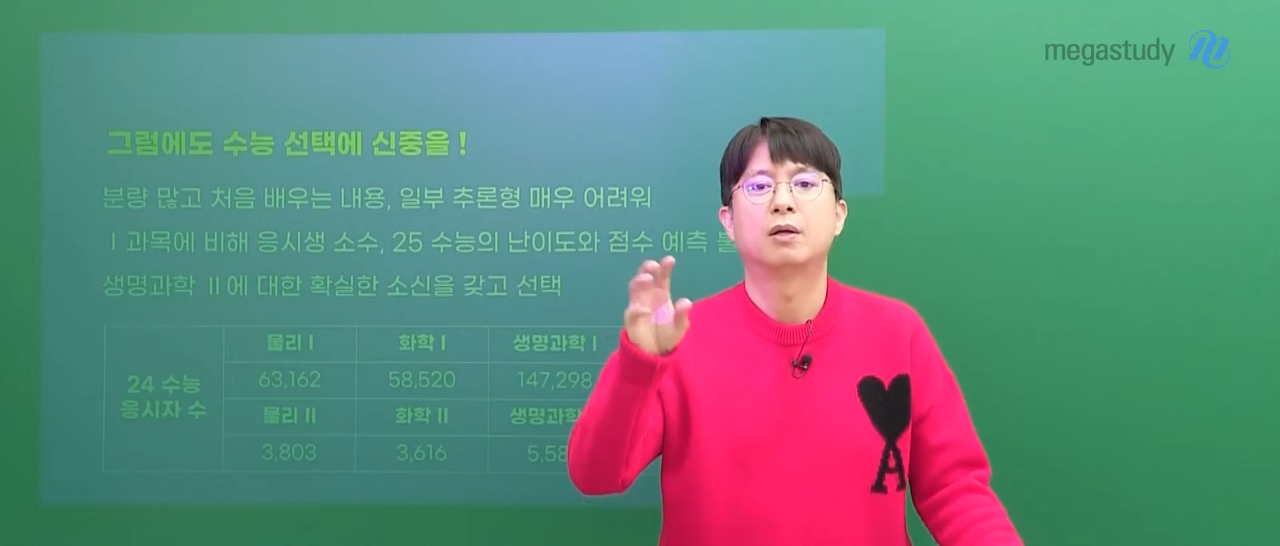 megastudy
그럼에도 수능 선택에 신중을 !
분량 많고 처음 배우는 내용, 일부 추론형 매우 어려워
Ⅰ과목에 비해 응시생 소수, 25 수능의 난이도와 점수 예측
생명과학 Ⅱ에 대한 확실한 소신을 갖고 선택
물리 Ⅰ 화학 Ⅰ 생명과학 Ⅰ
24 수능
응시자 수
63,162 58,520 147,298
물리 Ⅱ 화학 Ⅱ 생명과학
3,803 3,616
A